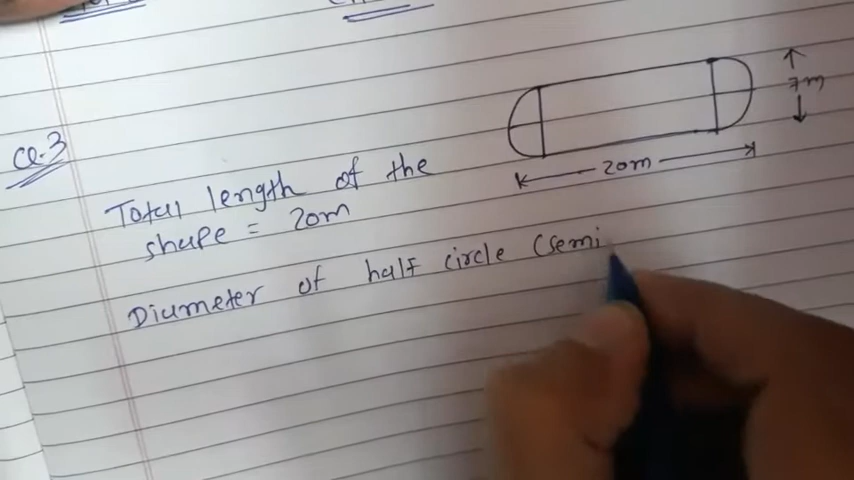 Q.3
7m
20m
Total length of the
shape = 20m
Diameter of half circle (semi